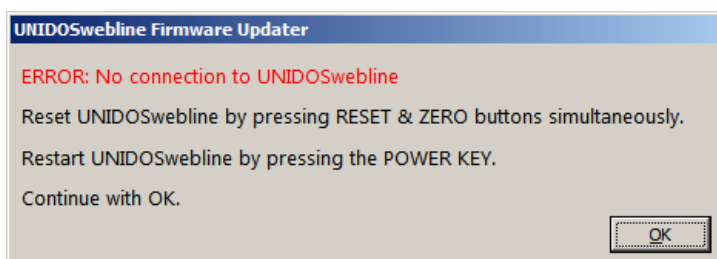 UNIDOSwebline Firmware Updater
ERROR: No connection to UNIDOSwebline
Reset UNIDOSwebline by pressing RESET & ZERO buttons simultaneously.
Restart UNIDOSwebline by pressing the POWER KEY.
Continue with OK.
OK